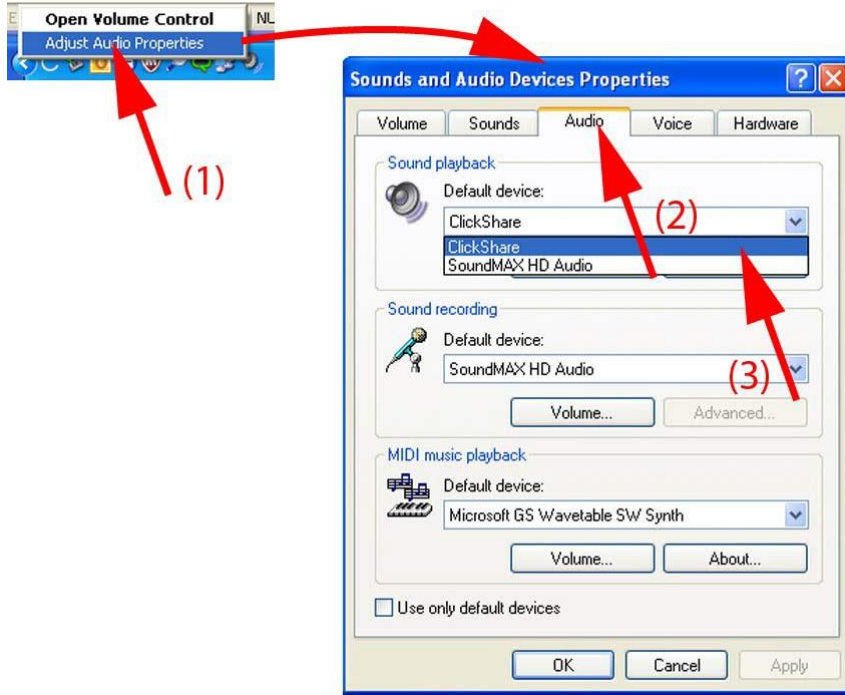 Open Volume Control
NL
Adjust Audio Properties
(1)
Sounds and Audio Devices Properties
Volume Sounds Audio Voice Hardware
Sound playback
Default device:
ClickShare
(2)
ClickShare
SoundMAX HD Audio
Sound recording
Default device:
SoundMAX HD Audio
(3)
Volume... Advanced...
MIDI music playback
Default device:
Microsoft GS Wavetable SW Synth
Volume... About...
Use only default devices
OK Cancel Apply